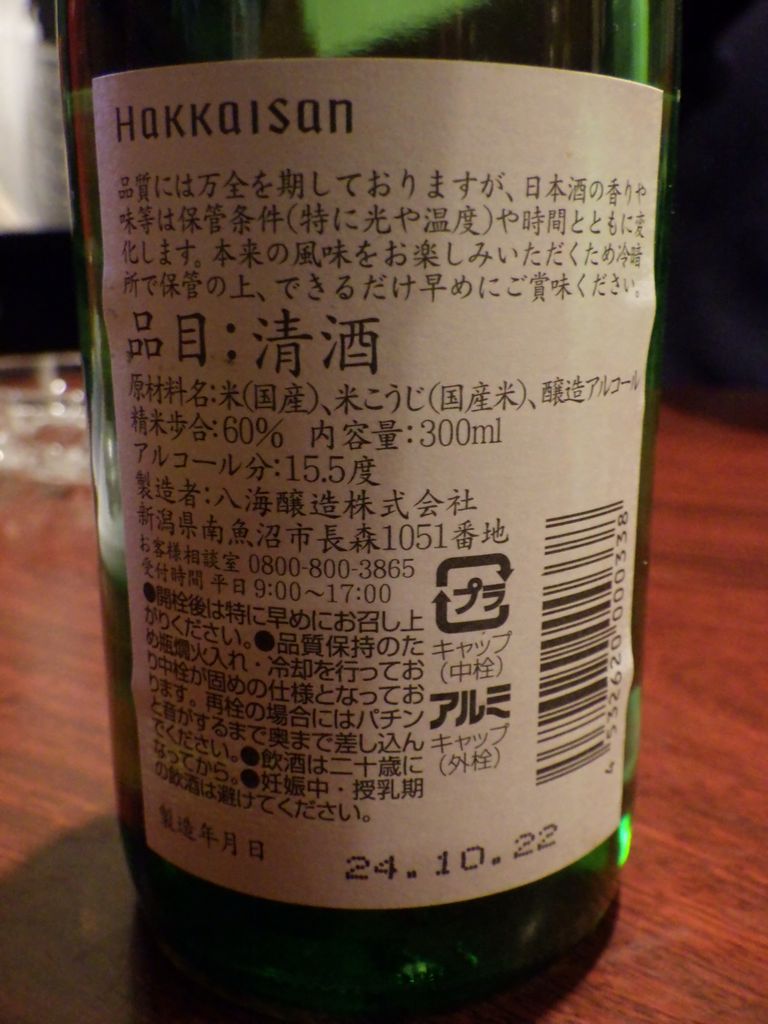 Hakkaisan
品質には万全を期しておりますが、日本酒の香りや
味等は保管条件(特に光や温度)や時間とともに変
化します。本来の風味をお楽しみいただくため冷暗
所で保管の上、できるだけ早めにご賞味ください。
品目:清酒
原材料名:米(国産)、米こうじ(国産米)、醸造アルコール
精米歩合:60% 内容量:300ml
アルコール分:15.5度
製造者:八海醸造株式会社
新潟県南魚沼市長森1051番地
お客様相談室 0800-800-3865
受付時間 平日9:00～17:00
●開栓後は特に早めにお召し上
がりください。●品質保持のた
め瓶燗火入れ・冷却を行ってお
り中栓が固めの仕様となってお
ります。再栓の場合にはパチン
と音がするまで奥まで差し込ん
でください。●飲酒は二十歳に
なってから。●妊娠中・授乳期
の飲酒は避けてください。
プラ
キャップ
(中栓)
アルミ
キャップ
(外栓)
4 532620 000338
製造年月日
24.10.22